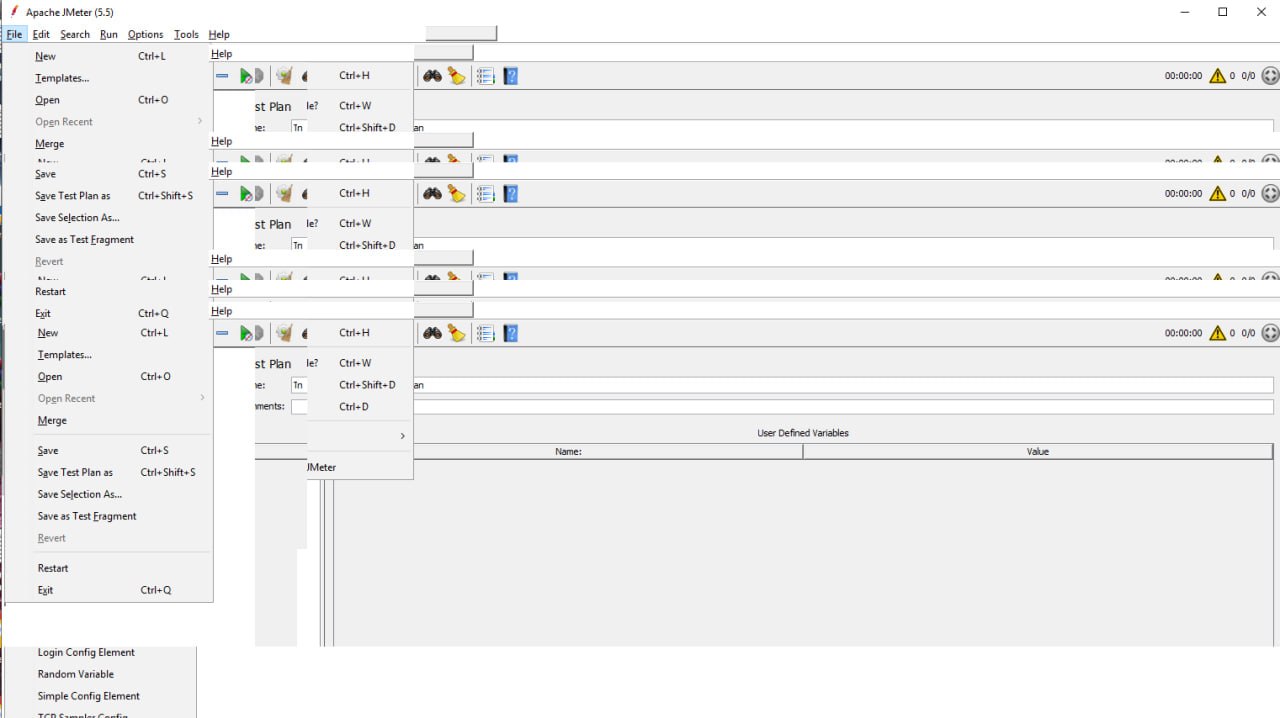 Apache JMeter (5.5)
File Edit Search Run Options Tools Help
New Ctrl+L Help
Templates... Ctrl+H 00:00:00 0 0/0
Open Ctrl+O st Plan le? Ctrl+W
Open Recent ne: Tn Ctrl+Shift+D an
Merge Help
Save Ctrl+S Help
Save Test Plan as Ctrl+Shift+S Ctrl+H 00:00:00 0 0/0
Save Selection As... st Plan le? Ctrl+W
Save as Test Fragment ne: Tn Ctrl+Shift+D an
Revert Help
Restart Help
Exit Ctrl+Q Help
New Ctrl+L Ctrl+H 00:00:00 0 0/0
Templates... st Plan le? Ctrl+W
Open Ctrl+O ne: Tn Ctrl+Shift+D an
Open Recent mments: Ctrl+D
Merge
User Defined Variables
Save Ctrl+S Name: Value
Save Test Plan as Ctrl+Shift+S JMeter
Save Selection As...
Save as Test Fragment
Revert
Restart
Exit Ctrl+Q
Login Config Element
Random Variable
Simple Config Element
TCP Sampler Config